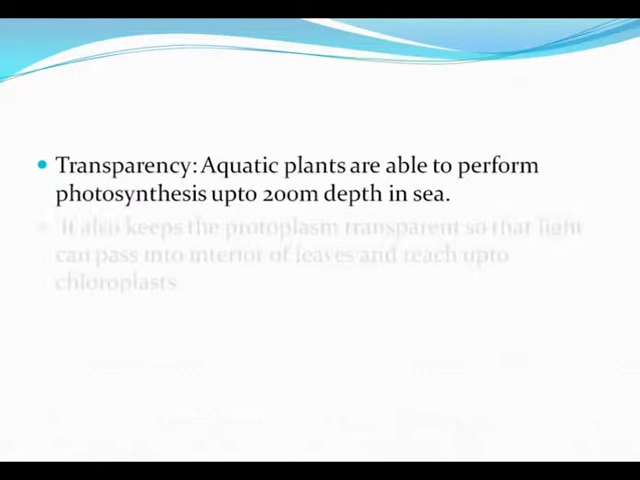 Transparency: Aquatic plants are able to perform
photosynthesis upto 200m depth in sea.
It also keeps the protoplasm transparent so that light
can pass into interior of leaves and reach upto
chloroplasts